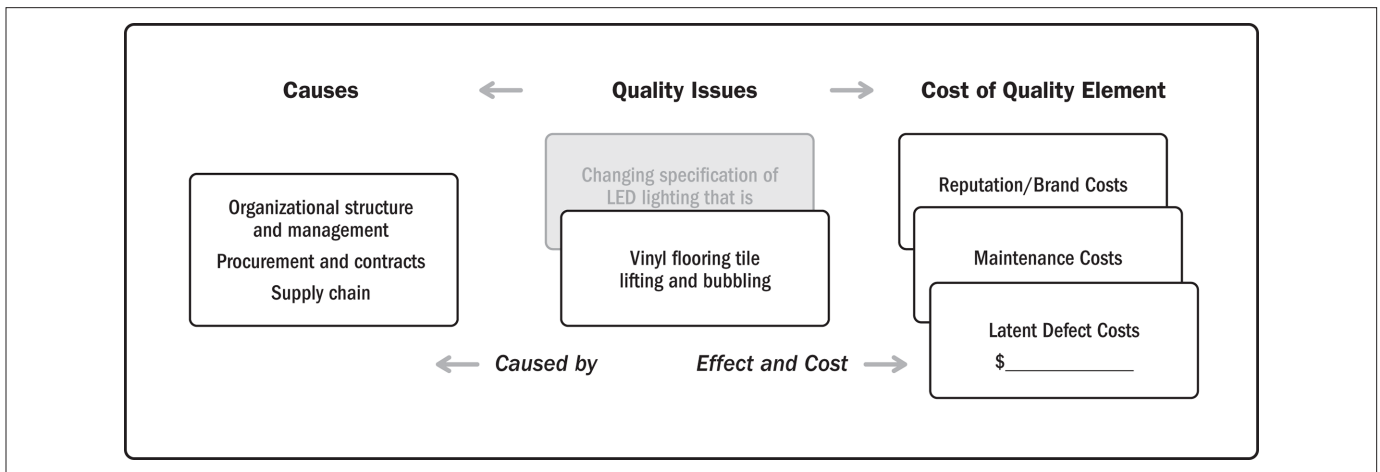 Causes
Quality Issues
Cost of Quality Element
Organizational structure
and management
Procurement and contracts
Supply chain
Changing specification of
LED lighting that is
Vinyl flooring tile
lifting and bubbling
Reputation/Brand Costs
Maintenance Costs
Latent Defect Costs
$____________
Caused by
Effect and Cost